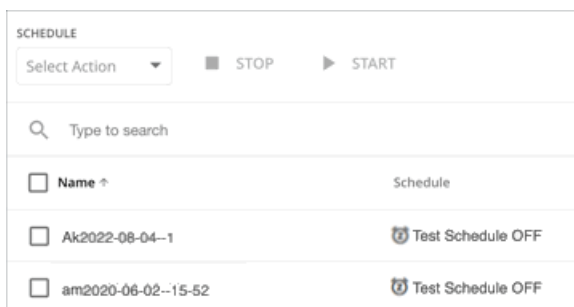 SCHEDULE
Select Action STOP START
Type to search
Name ↑ Schedule
Ak2022-08-04--1 Test Schedule OFF
am2020-06-02--15-52 Test Schedule OFF